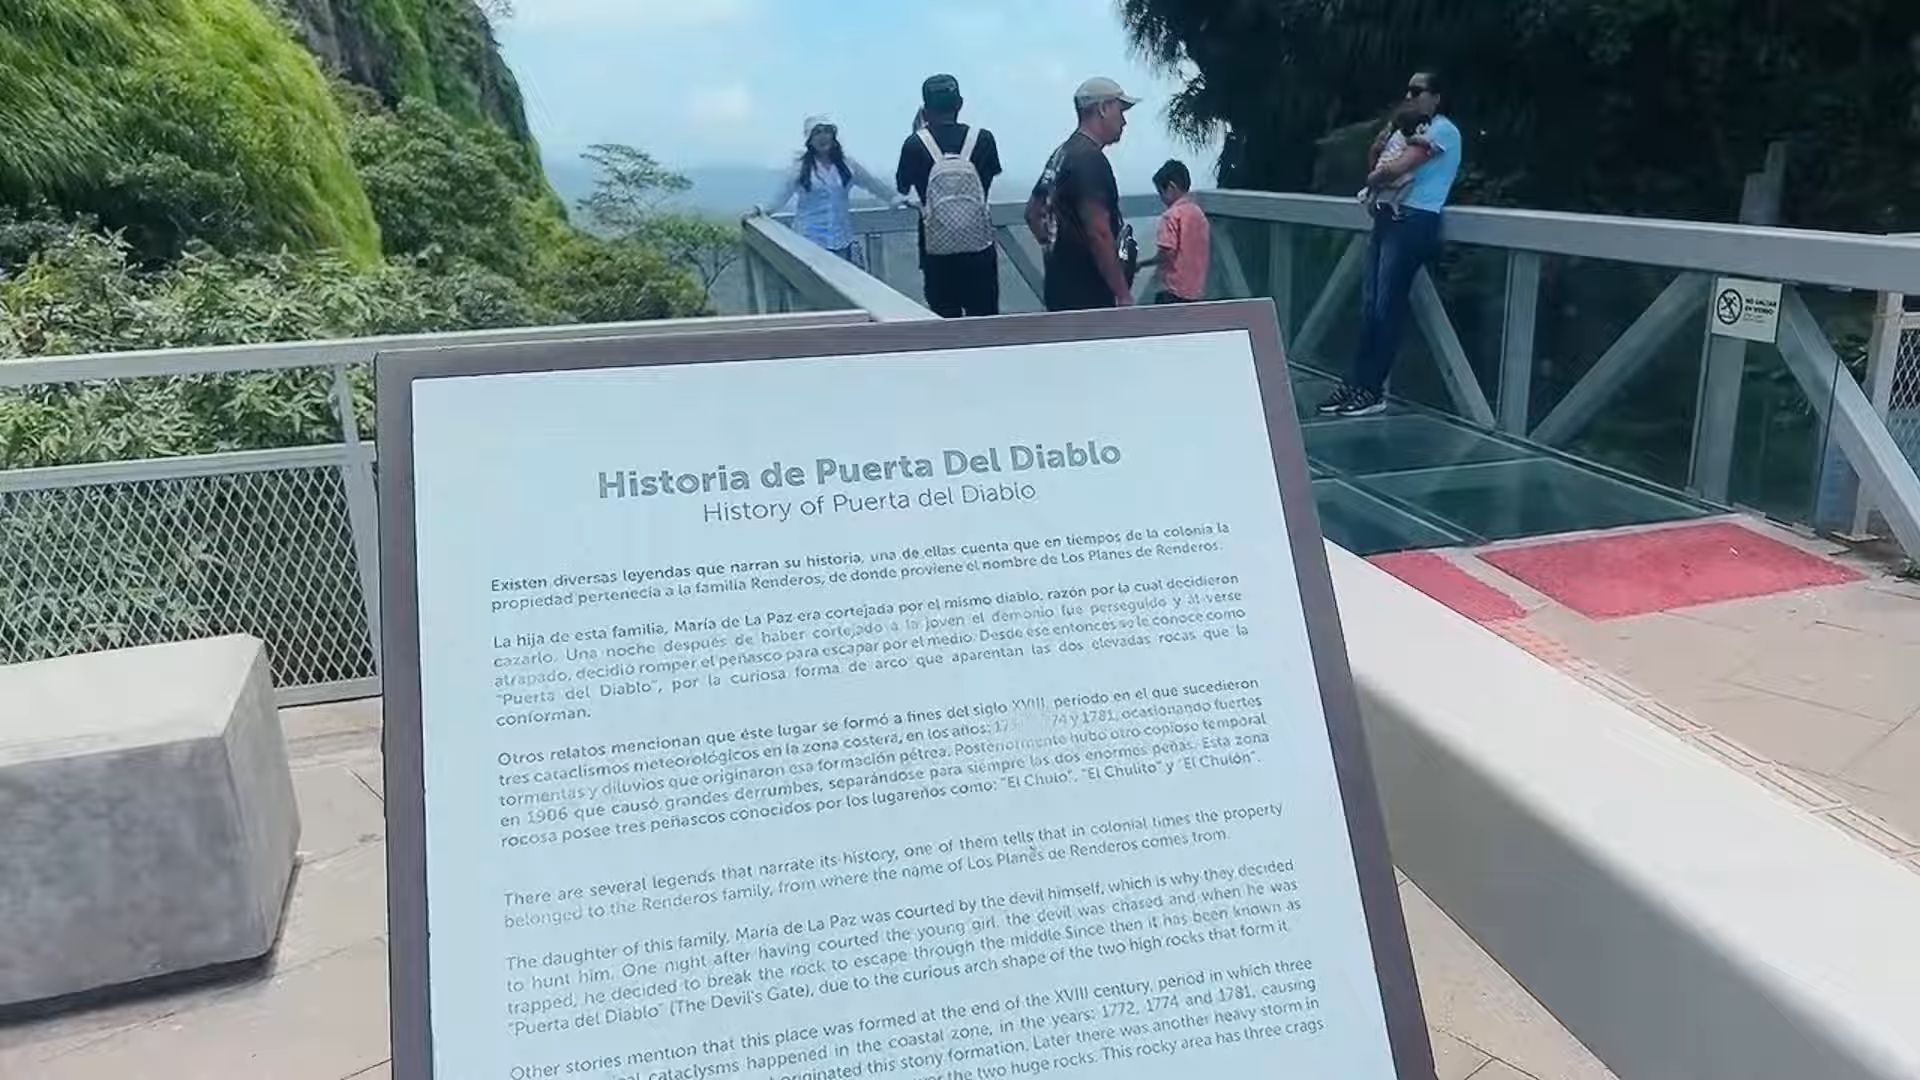 Historia de Puerta Del Diablo
History of Puerta del Diablo
Existen diversas leyendas que narran su historia, una de ellas cuenta que en tiempos de la colonia la
propiedad pertenecía a la familia Renderos, de donde proviene el nombre de Los Planes de Renderos.
La hija de esta familia, María de La Paz era cortejada por el mismo diablo, razón por la cual decidieron
cazarlo. Una noche después de haber cortejado a la joven el demonio fue perseguido y al verse
atrapado, decidió romper el peñasco para escapar por el medio. Desde ese entonces se le conoce como
"Puerta del Diablo", por la curiosa forma de arco que aparentan las dos elevadas rocas que la
conforman.
Otros relatos mencionan que éste lugar se formó a fines del siglo XVIII, periodo en el que sucedieron
tres cataclismos meteorológicos en la zona costera, en los años: 74 y 1781, ocasionando fuertes
tormentas y diluvios que originaron esa formación pétrea. Posteriormente hubo otro copioso temporal
en 1906 que causó grandes derrumbes, separándose para siempre las dos enormes peñas. Esta zona
rocosa posee tres peñascos conocidos por los lugareños como: "El Chulo", "El Chulito" y "El Chulón".
There are several legends that narrate its history, one of them tells that in colonial times the property
belonged to the Renderos family, from where the name of Los Planes de Renderos comes from.
The daughter of this family, María de La Paz was courted by the devil himself, which is why they decided
to hunt him. One night after having courted the young girl, the devil was chased and when he was
trapped, he decided to break the rock to escape through the middle Since then it has been known as
"Puerta del Diablo" (The Devil's Gate), due to the curious arch shape of the two high rocks that form it.
Other stories mention that this place was formed at the end of the XVIII century, period in which three
cataclysms happened in the coastal zone, in the years: 1772, 1774 and 1781, causing
originated this stony formation. Later there was another heavy storm in
the two huge rocks. This rocky area has three crags
NO SALTAR